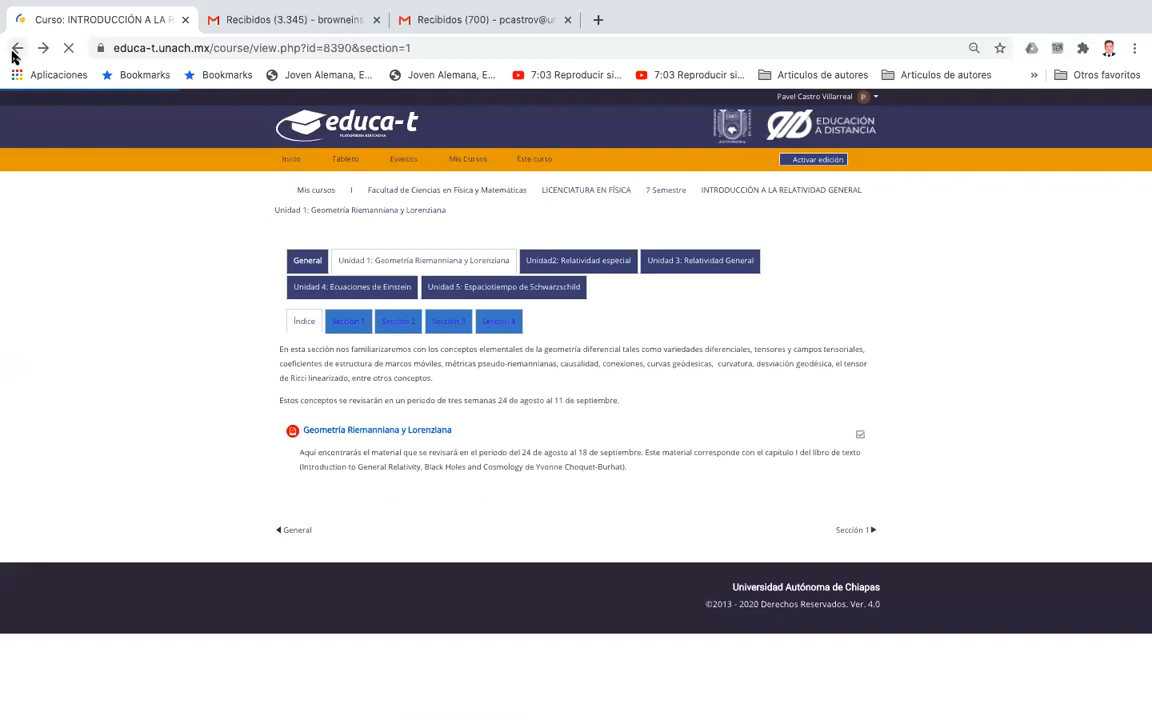 Curso: INTRODUCCIÓN A LA R
Recibidos (3.345) - browneins
Recibidos (700) - pcastrov@ur
educa-t.unach.mx/course/view.php?id=8390&section=1
Aplicaciones Bookmarks Bookmarks Joven Alemana, E... Joven Alemana, E... 7:03 Reproducir si... 7:03 Reproducir si... Articulos de autores Articulos de autores » Otros favoritos
Pavel Castro Villarreal P
educa-t
PLATAFORMA EDUCATIVA
AUTÓNOMA
EDUCACIÓN
A DISTANCIA
Inicio Tablero Eventos Mis Cursos Este curso Activar edición
Mis cursos I Facultad de Ciencias en Física y Matemáticas LICENCIATURA EN FÍSICA 7 Semestre INTRODUCCIÓN A LA RELATIVIDAD GENERAL
Unidad 1: Geometría Riemanniana y Lorenziana
General Unidad 1: Geometría Riemanniana y Lorenziana Unidad2: Relatividad especial Unidad 3: Relatividad General
Unidad 4: Ecuaciones de Einstein Unidad 5: Espaciotiempo de Schwarzschild
Índice Sección 1 Sección 2 Sección 3 Sección 4
En esta sección nos familiarizaremos con los conceptos elementales de la geometría diferencial tales como variedades diferenciales, tensores y campos tensoriales,
coeficientes de estructura de marcos móviles, métricas pseudo-riemannianas, causalidad, conexiones, curvas geódesicas, curvatura, desviación geodésica, el tensor
de Ricci linearizado, entre otros conceptos.
Estos conceptos se revisarán en un periodo de tres semanas 24 de agosto al 11 de septiembre.
Geometría Riemanniana y Lorenziana
Aquí encontrarás el material que se revisará en el periodo del 24 de agosto al 18 de septiembre. Este material corresponde con el capítulo I del libro de texto
(Introduction to General Relativity, Black Holes and Cosmology de Yvonne Choquet-Burhat).
General Sección 1
Universidad Autónoma de Chiapas
©2013 - 2020 Derechos Reservados. Ver. 4.0